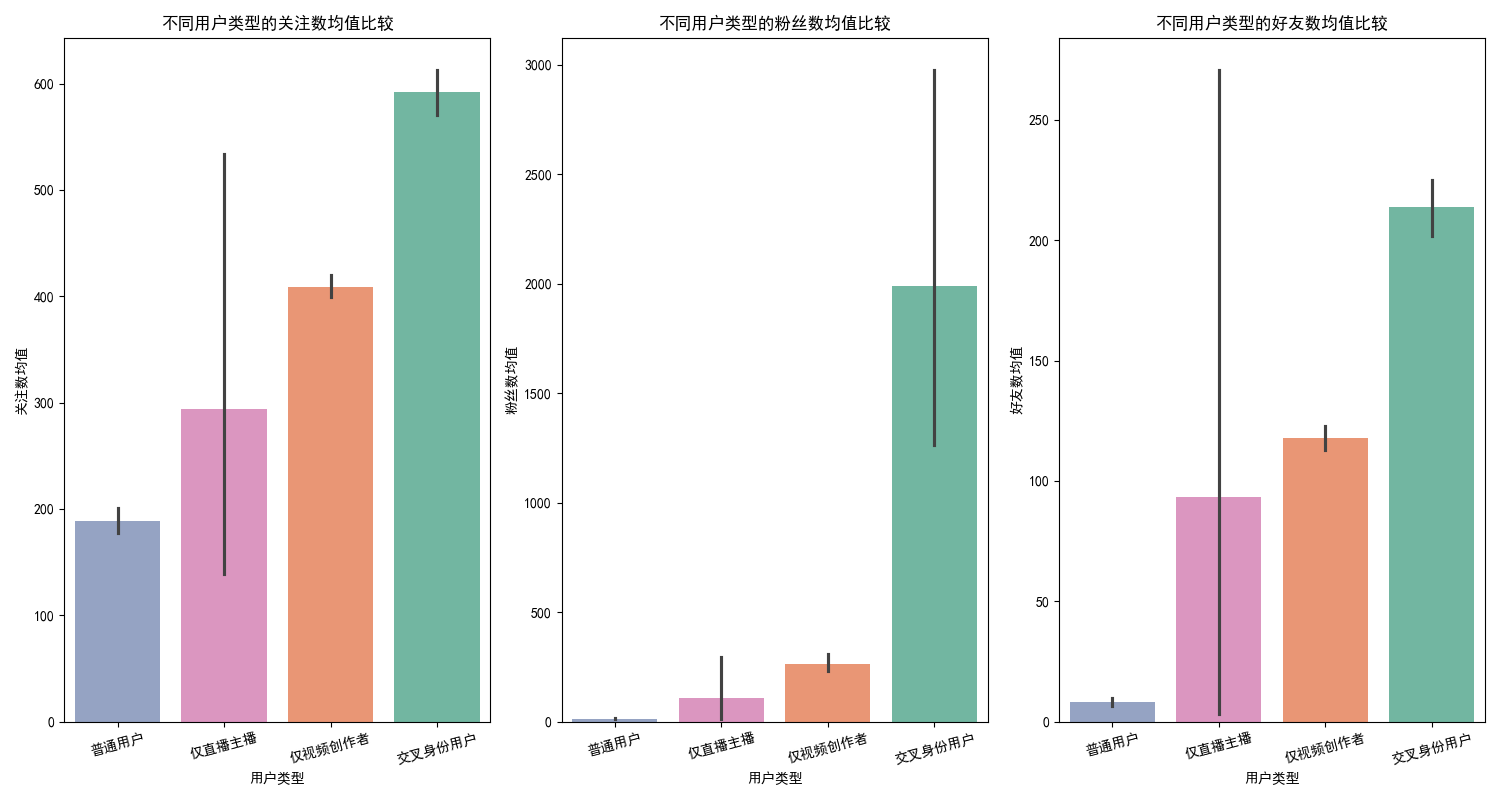 不同用户类型的关注数均值比较
关注数均值
600
500
400
300
200
100
0
普通用户
仅直播主播
仅视频创作者
交叉身份用户
用户类型
不同用户类型的粉丝数均值比较
粉丝数均值
3000
2500
2000
1500
1000
500
0
普通用户
仅直播主播
仅视频创作者
交叉身份用户
用户类型
不同用户类型的好友数均值比较
好友数均值
250
200
150
100
50
0
普通用户
仅直播主播
仅视频创作者
交叉身份用户
用户类型